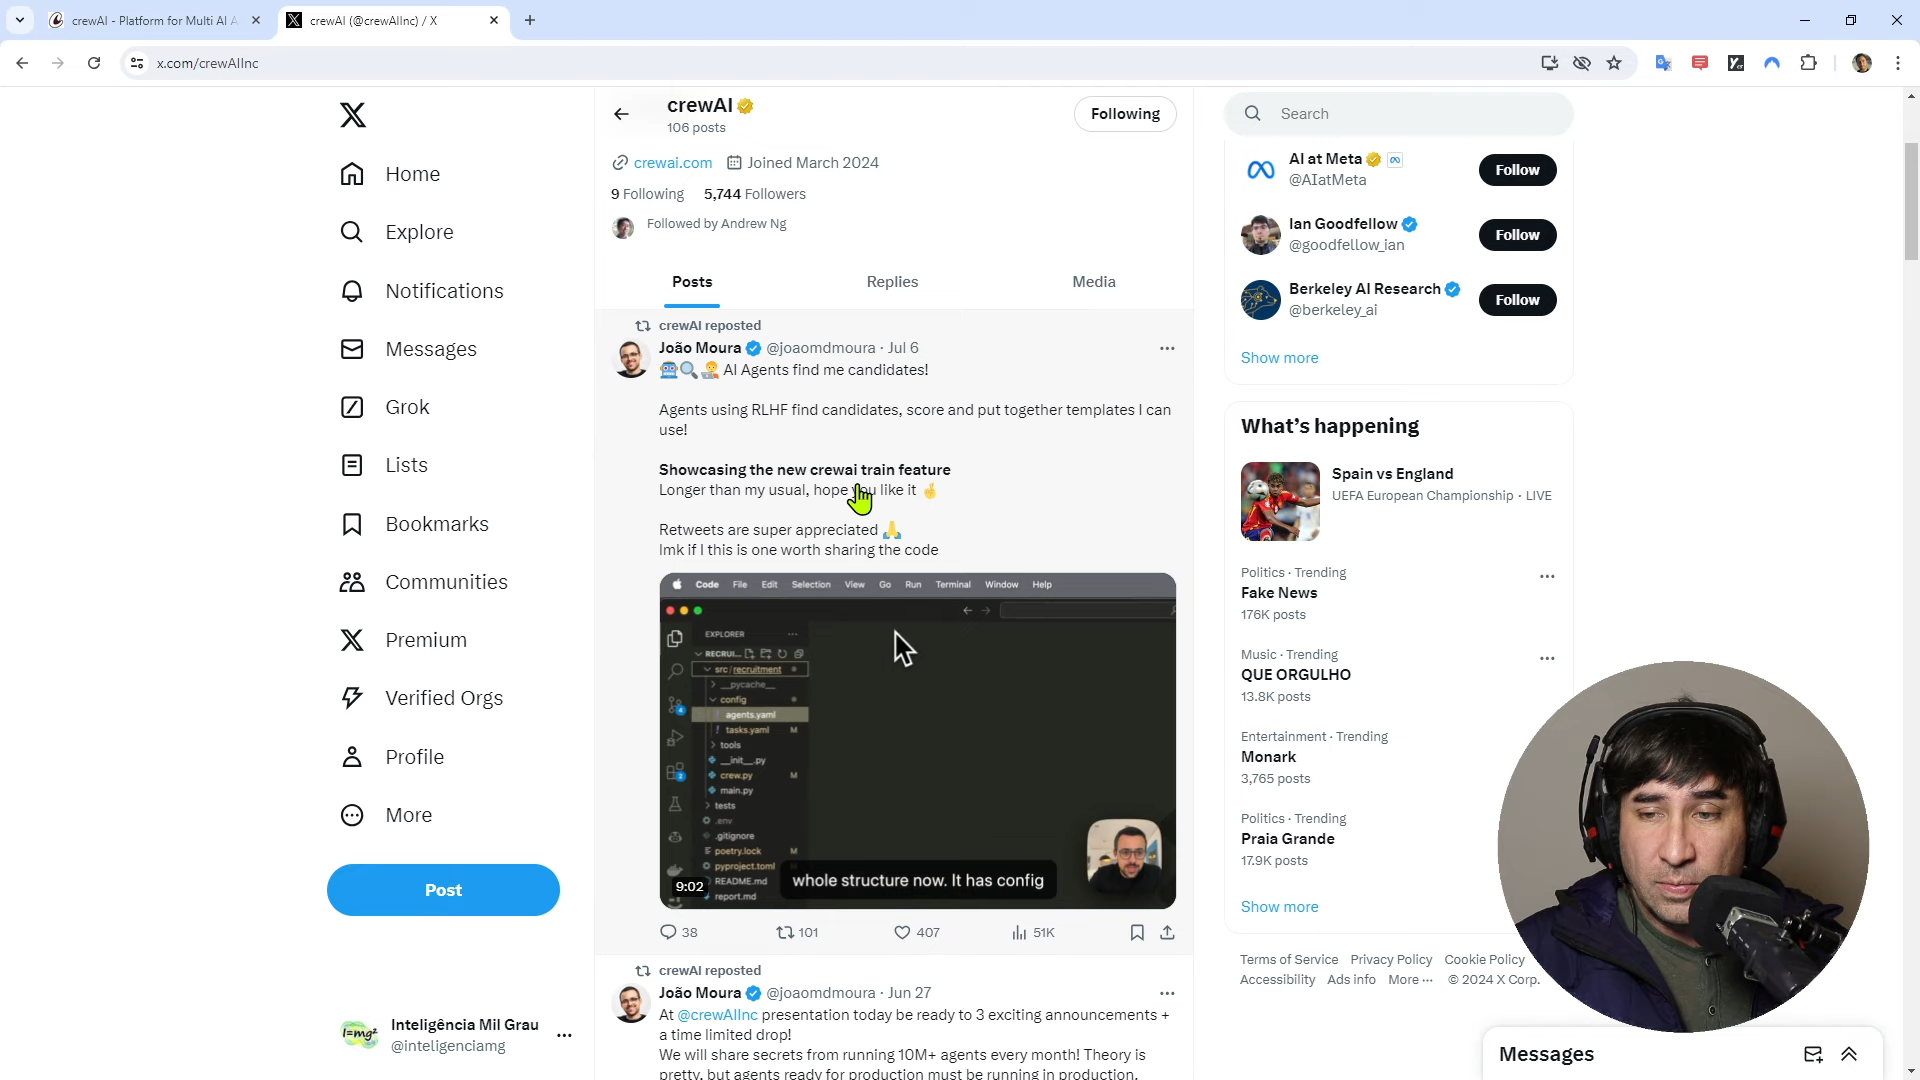 crewAI - Platform for Multi AI A
crewAI (@crewAIInc) / X
x.com/crewAIInc
Home
Explore
Notifications
Messages
Grok
Lists
Bookmarks
Communities
Premium
Verified Orgs
Profile
More
Post
Inteligência Mil Grau
@inteligenciamg
crewAI
106 posts
Following
crewai.com Joined March 2024
9 Following 5,744 Followers
Followed by Andrew Ng
Posts Replies Media
crewAI reposted
João Moura @joaomdmoura · Jul 6
AI Agents find me candidates!
Agents using RLHF find candidates, score and put together templates I can
use!
Showcasing the new crewai train feature
Longer than my usual, hope you like it
Retweets are super appreciated
lmk if I this is one worth sharing the code
Code File Edit Selection View Go Run Terminal Window Help
EXPLORER
RECRUI...
src/recruitment
__pycache__
config
agents.yaml
tasks.yaml M
tools
__init__.py
crew.py M
main.py
tests
.env
.gitignore
poetry.lock M
pyproject.toml
README.md
report.md
whole structure now. It has config
9:02
38 101 407 51K
crewAI reposted
João Moura @joaomdmoura · Jun 27
At @crewAIInc presentation today be ready to 3 exciting announcements +
a time limited drop!
We will share secrets from running 10M+ agents every month! Theory is
pretty, but agents ready for production must be running in production.
Search
AI at Meta
@AIatMeta
Follow
Ian Goodfellow
@goodfellow_ian
Follow
Berkeley AI Research
@berkeley_ai
Follow
Show more
What's happening
Spain vs England
UEFA European Championship · LIVE
Politics · Trending
Fake News
176K posts
Music · Trending
QUE ORGULHO
13.8K posts
Entertainment · Trending
Monark
3,765 posts
Politics · Trending
Praia Grande
17.9K posts
Show more
Terms of Service Privacy Policy Cookie Policy
Accessibility Ads info More ··· © 2024 X Corp.
Messages